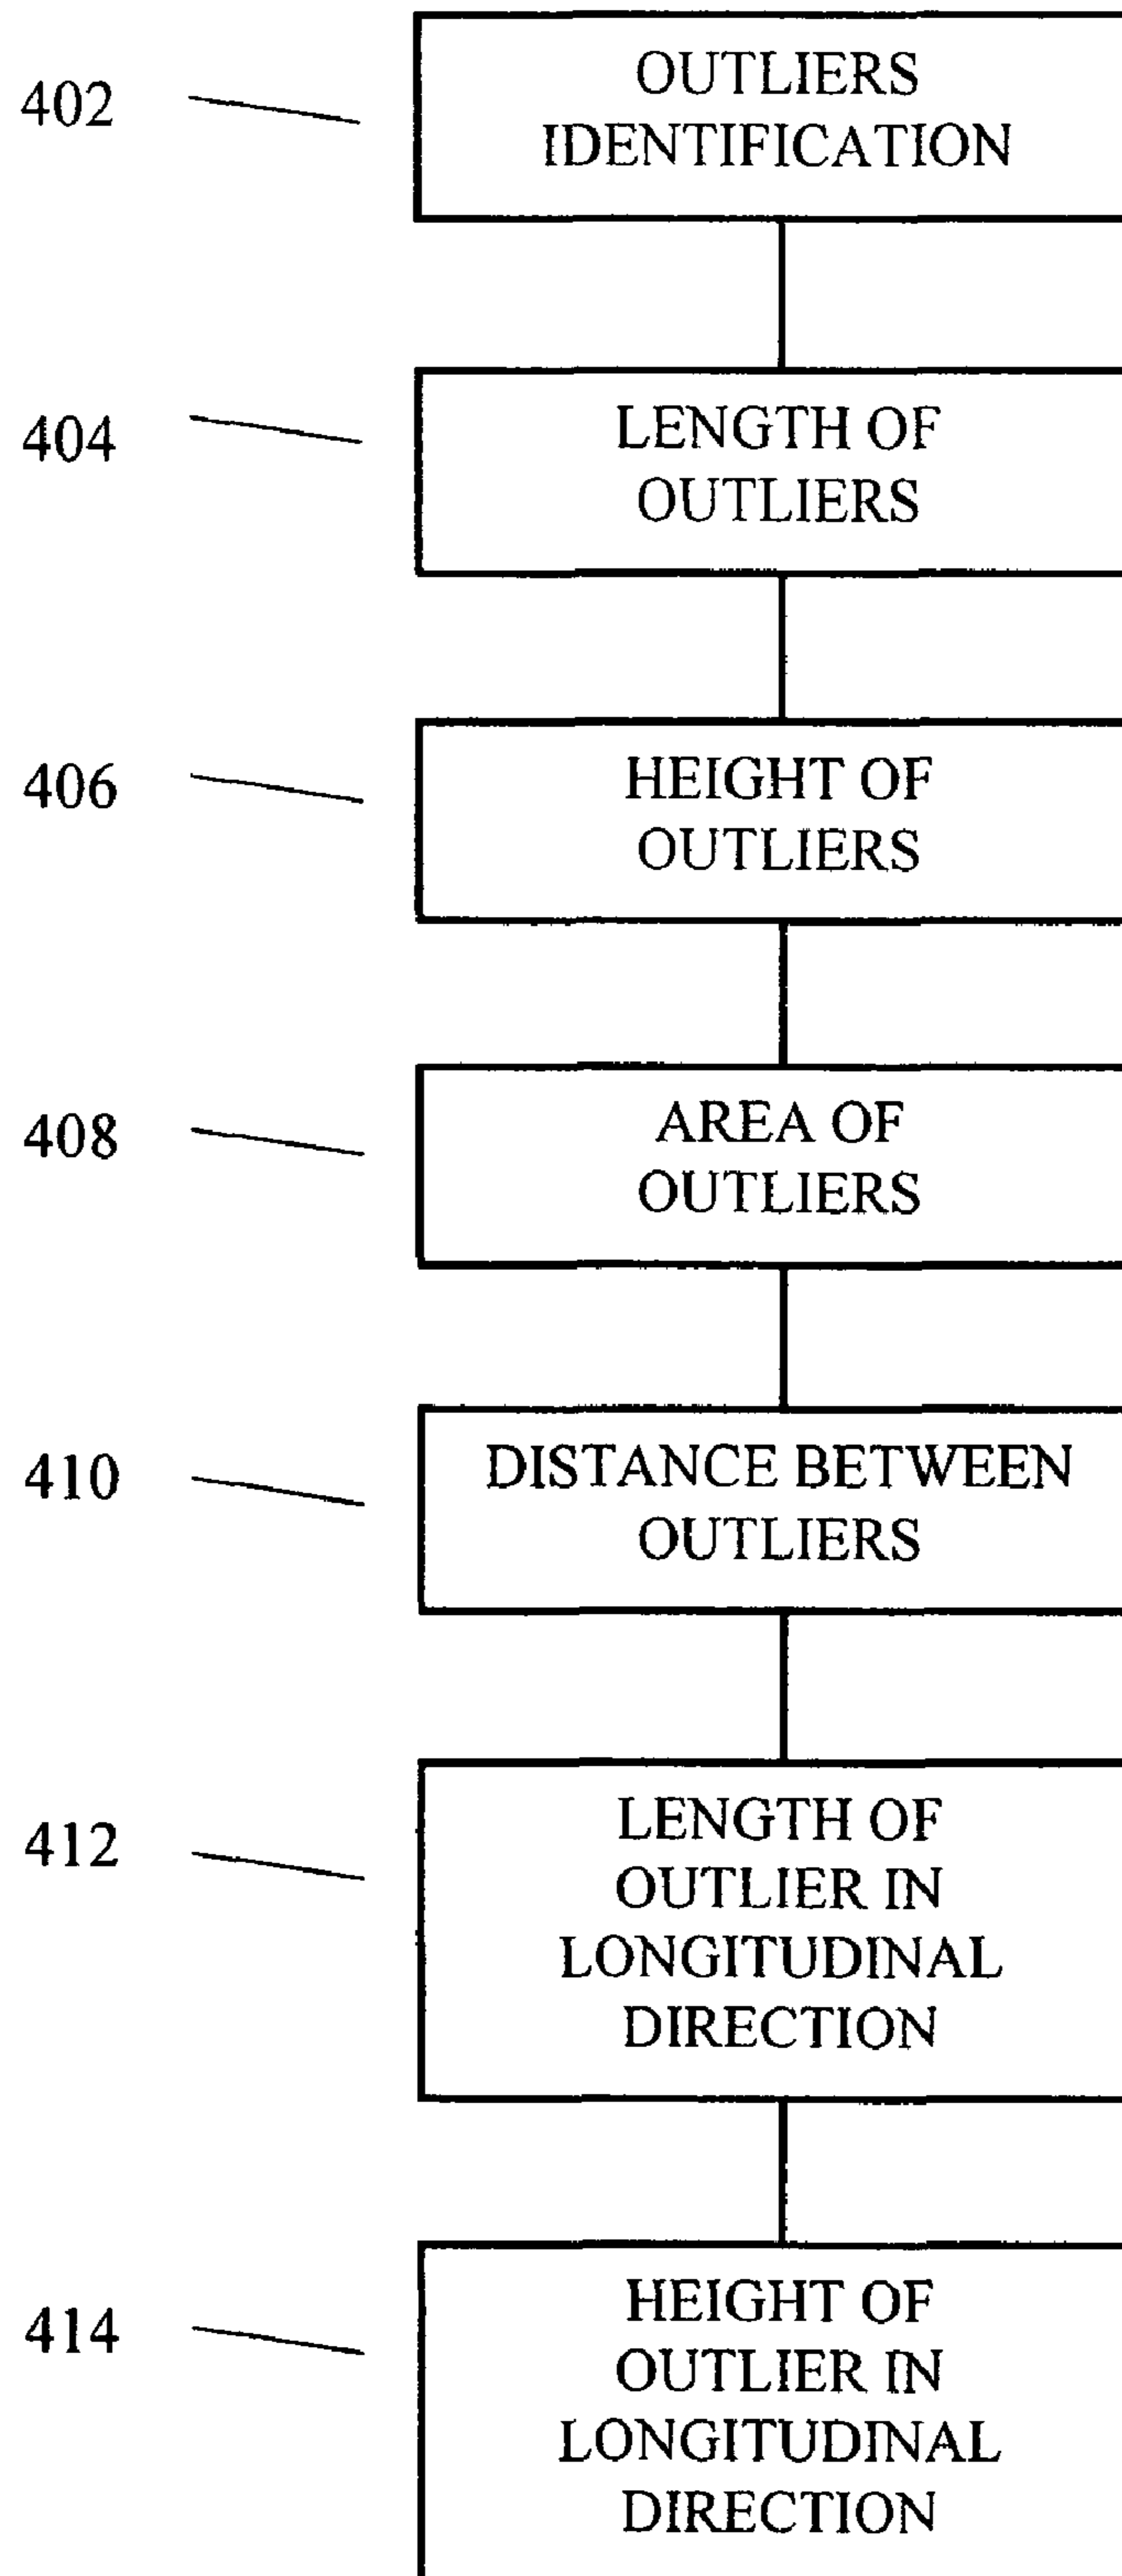 402
OUTLIERS
IDENTIFICATION
404
LENGTH OF
OUTLIERS
406
HEIGHT OF
OUTLIERS
408
AREA OF
OUTLIERS
410
DISTANCE BETWEEN
OUTLIERS
412
LENGTH OF
OUTLIER IN
LONGITUDINAL
DIRECTION
414
HEIGHT OF
OUTLIER IN
LONGITUDINAL
DIRECTION